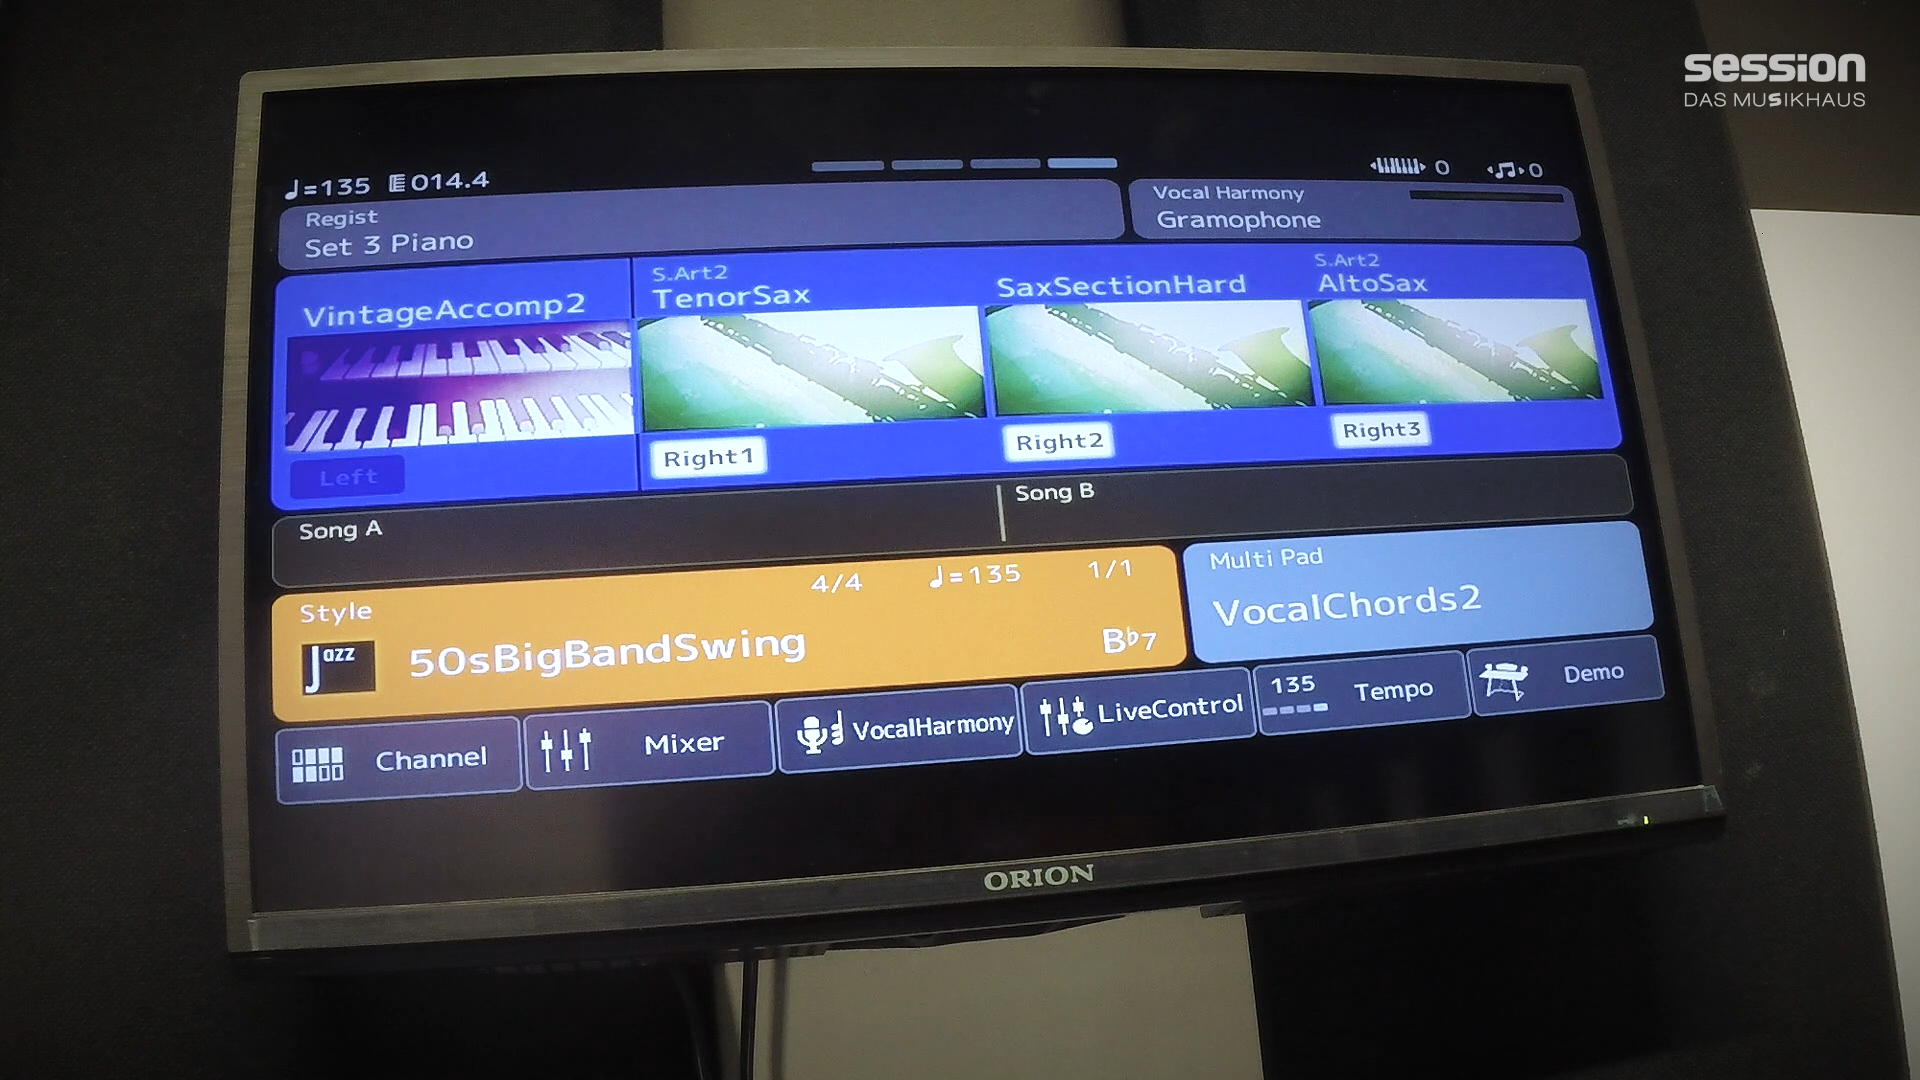 session
DAS MUSIKHAUS
♩=135 014.4
0 0
Regist
Set 3 Piano
Vocal Harmony
Gramophone
VintageAccomp2
S.Art2
TenorSax
SaxSectionHard
S.Art2
AltoSax
Left
Right1
Right2
Right3
Song A
Song B
Style
4/4 ♩=135 1/1
Jazz
50sBigBandSwing
B♭7
Multi Pad
VocalChords2
Channel
Mixer
VocalHarmony
LiveControl
135
Tempo
Demo
ORION